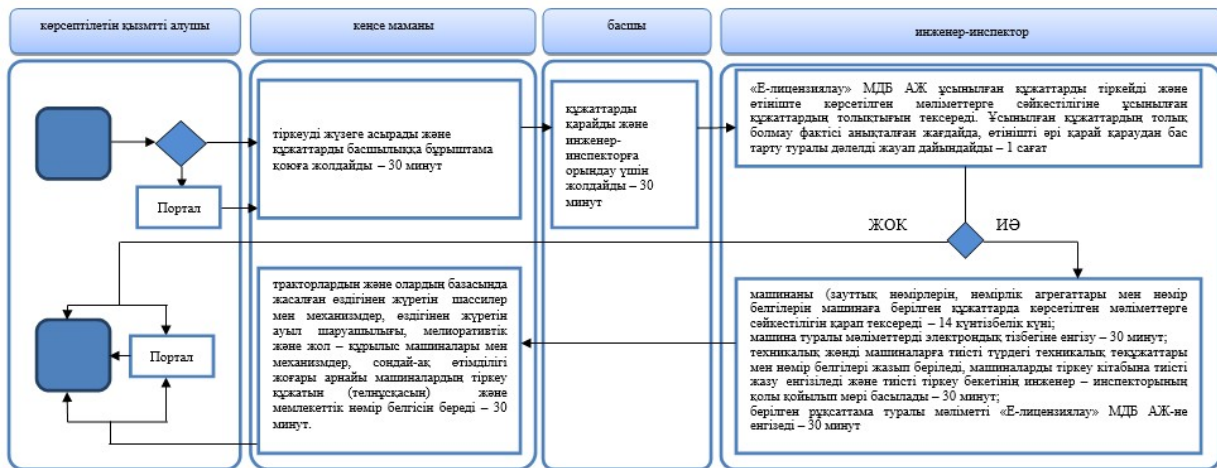 көрсептілетін қызмтті алушы
кеңсе маманы
басшы
инженер-инспектор
тіркеуді жүзеге асырады және
құжаттарды басшылыққа бұрыштама
қоюға жолдайды – 30 минут
Портал
құжаттарды
қарайды және
инженер-
инспекторға
орындау үшін
жолдайды – 30
минут
«Е-лицензиялау» МДБ АЖ ұсынылған құжаттарды тіркейді және
өтініште көрсетілген мәліметтерге сәйкестілігіне ұсынылған
құжаттардың толықтығын тексереді. Ұсынылған құжаттардың толық
болмау фактісі анықталған жағдайда, өтінішті әрі қарай қараудан бас
тарту туралы дәлелді жауап дайындайды – 1 сағат
ЖОК
ИӘ
Портал
тракторлардын және олардың базасында
жасалған өздігінен жүретін шассилер
мен механизмдер, өздігінен жүретін
ауыл шаруашылығы, мелиоративтік
және жол – құрылыс машиналары мен
механизмдер, сондай-ақ өтімділігі
жоғары арнайы машиналардың тіркеу
құжатын (телнұсқасын) және
мемлекеттік нөмір белгісін береді – 30
минут.
машинаны (зауттық нөмірлерін, нөмірлік агрегаттары мен нөмір
белгілерін машинаға берілген құжаттарда көрсетілген мәліметтерге
сәйкестілігін қарап тексереді – 14 күнтізбелік күні;
машина туралы мәліметтерді электрондық тізбегіне енгізу – 30 минут;
техникалық жөнді машиналарға тиісті түрдегі техникалық төқұжаттары
мен нөмір белгілері жазып беріледі, машиналарды тіркеу кітабына тиісті
жазу енгізіледі және тиісті тіркеу бекетінің инженер – инспекторының
қолы қойылып мөрі басылады – 30 минут;
берілген рұқсаттама туралы мәліметті «Е-лицензиялау» МДБ АЖ-не
енгізеді – 30 минут